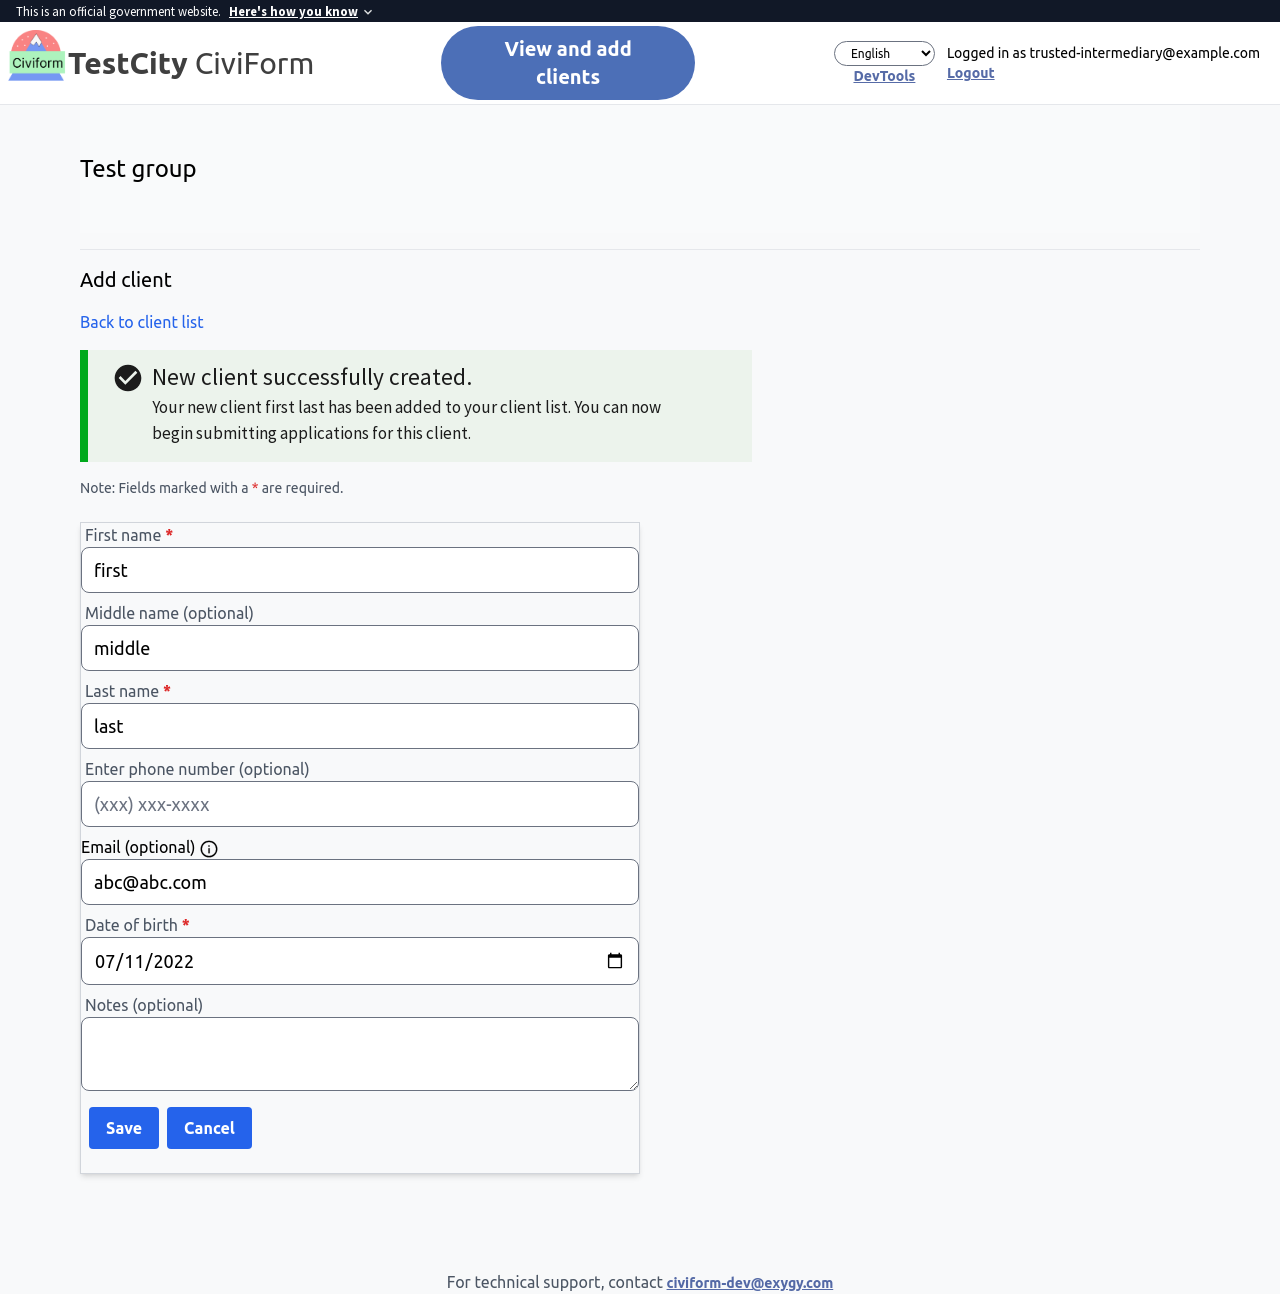 This is an official government website. Here's how you know
Civiform
TestCity CiviForm
View and add
clients
English
DevTools
Logged in as trusted-intermediary@example.com
Logout
Test group
Add client
Back to client list
New client successfully created.
Your new client first last has been added to your client list. You can now
begin submitting applications for this client.
Note: Fields marked with a * are required.
First name *
first
Middle name (optional)
middle
Last name *
last
Enter phone number (optional)
(xxx) xxx-xxxx
Email (optional)
abc@abc.com
Date of birth *
07/11/2022
Notes (optional)
Save
Cancel
For technical support, contact civiform-dev@exygy.com